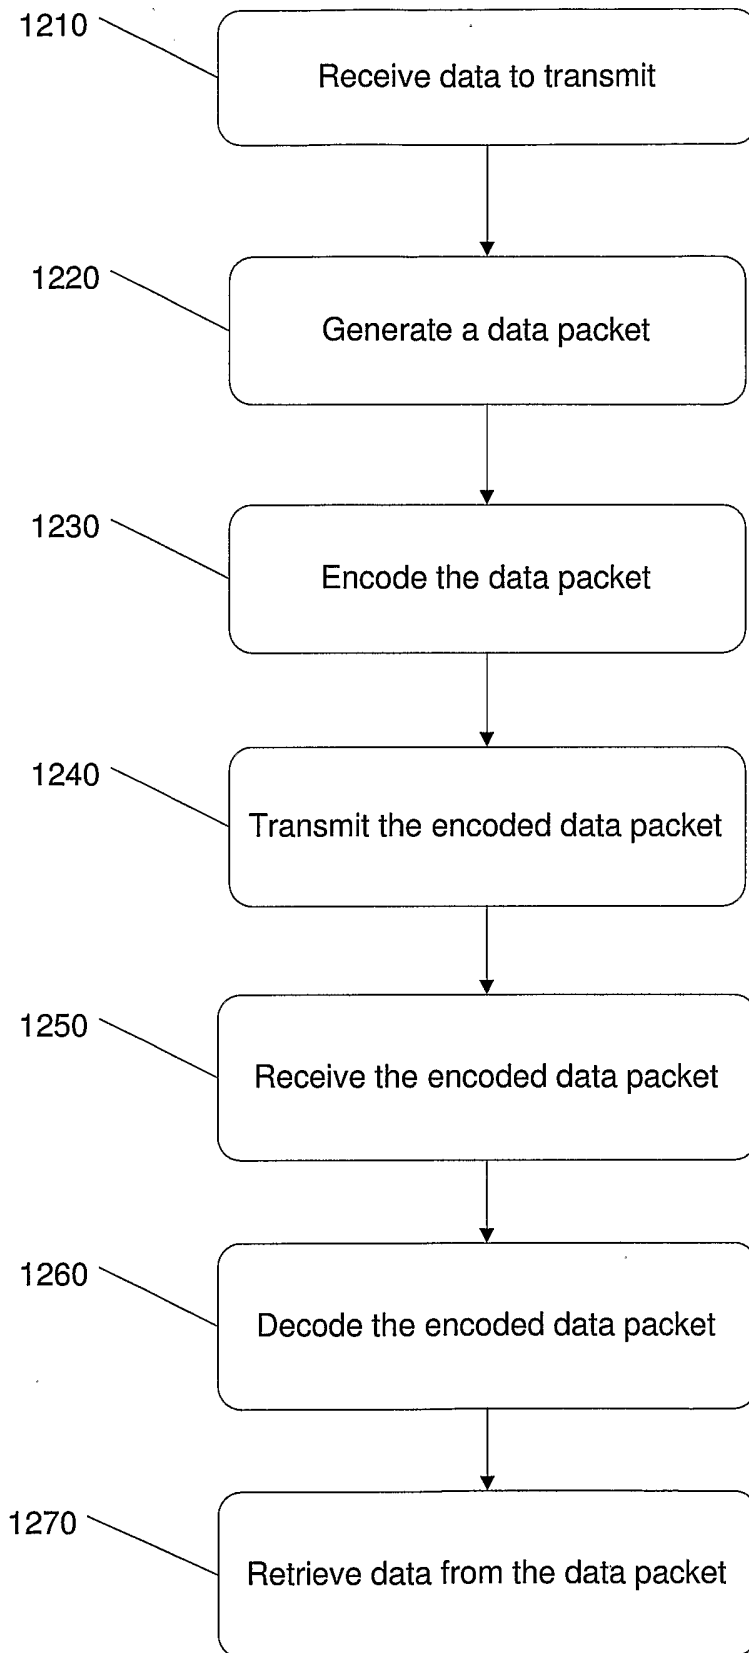 1210
Receive data to transmit
1220
Generate a data packet
1230
Encode the data packet
1240
Transmit the encoded data packet
1250
Receive the encoded data packet
1260
Decode the encoded data packet
1270
Retrieve data from the data packet